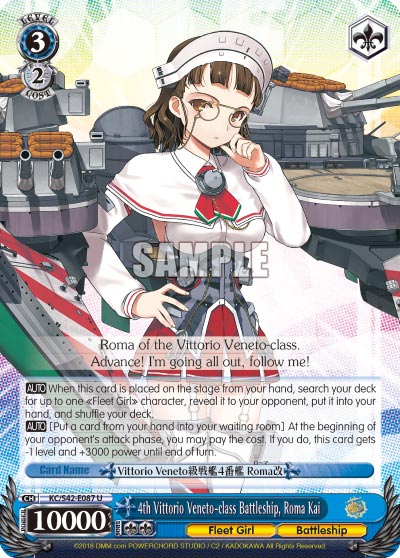 LEVEL
3
2
COST
SAMPLE
Roma of the Vittorio Veneto-class.
Advance! I'm going all out, follow me!
AUTO When this card is placed on the stage from your hand, search your deck
for up to one «Fleet Girl» character, reveal it to your opponent, put it into your
hand, and shuffle your deck.
AUTO [Put a card from your hand into your waiting room] At the beginning of
your opponent's attack phase, you may pay the cost. If you do, this card gets
-1 level and +3000 power until end of turn.
Card Name
ローマ
Vittorio Veneto級戦艦4番艦 Roma改
CH
KC/S42-E087 U
4th Vittorio Veneto-class Battleship, Roma Kai
POWER
10000
SOUL
Fleet Girl
Battleship
©2018 DMM.com POWERCHORD STUDIO / C2 / KADOKAWA All Rights Reserved.